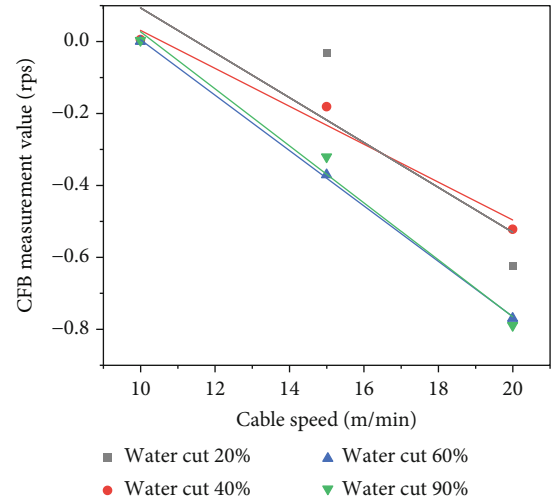 0.0
−0.2
−0.4
−0.6
−0.8
CFB measurement value (rps)
10 12 14 16 18 20
Cable speed (m/min)
Water cut 20% Water cut 60%
Water cut 40% Water cut 90%